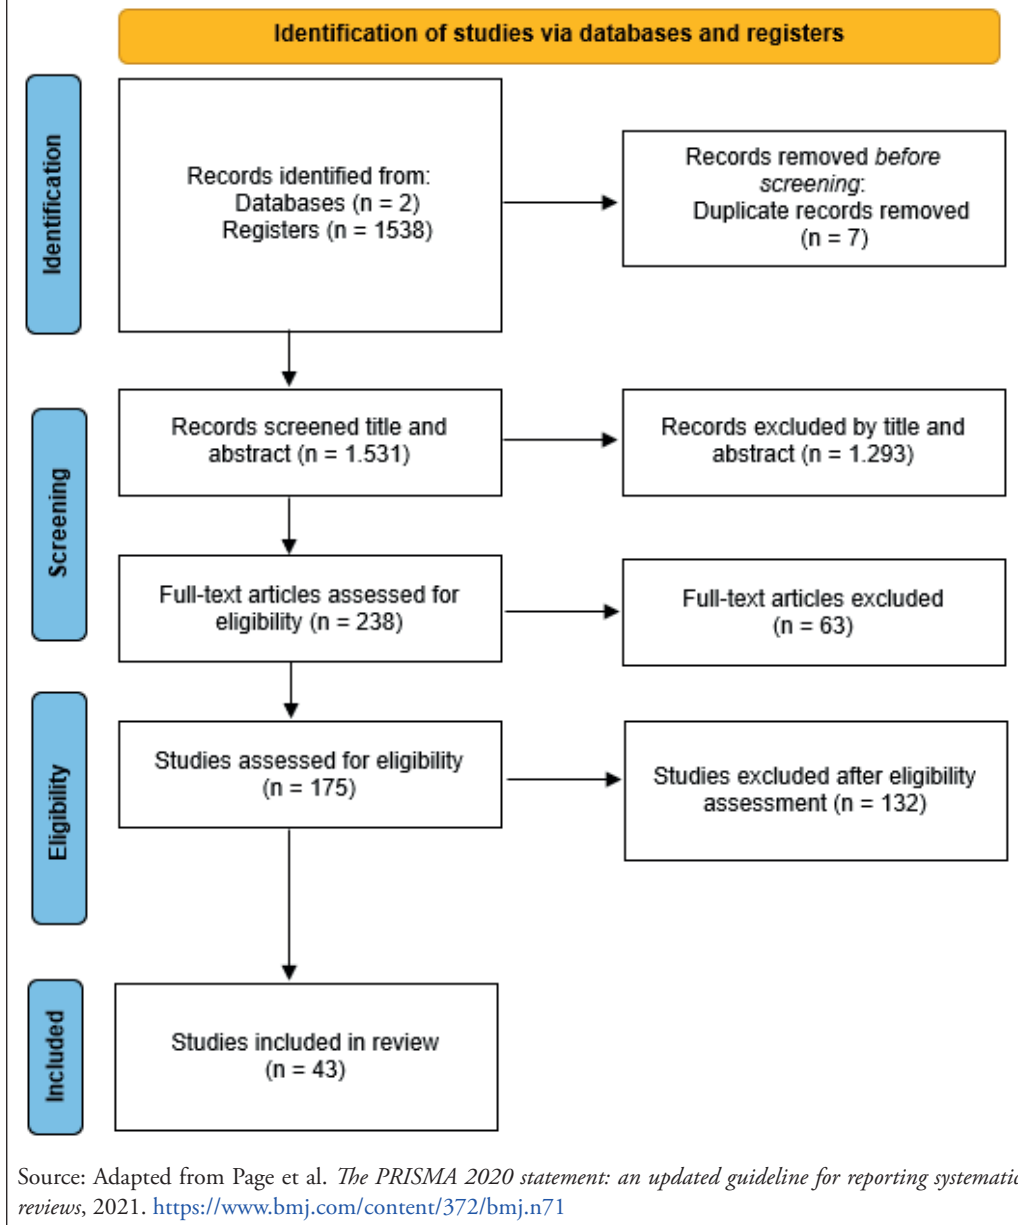 Identification of studies via databases and registers
Identification
Records identified from:
Databases (n = 2)
Registers (n = 1538)
Records removed before
screening:
Duplicate records removed
(n = 7)
Screening
Records screened title and
abstract (n = 1.531)
Records excluded by title and
abstract (n = 1.293)
Full-text articles assessed for
eligibility (n = 238)
Full-text articles excluded
(n = 63)
Eligibility
Studies assessed for eligibility
(n = 175)
Studies excluded after eligibility
assessment (n = 132)
Included
Studies included in review
(n = 43)
Source: Adapted from Page et al. The PRISMA 2020 statement: an updated guideline for reporting systematic
reviews, 2021. https://www.bmj.com/content/372/bmj.n71